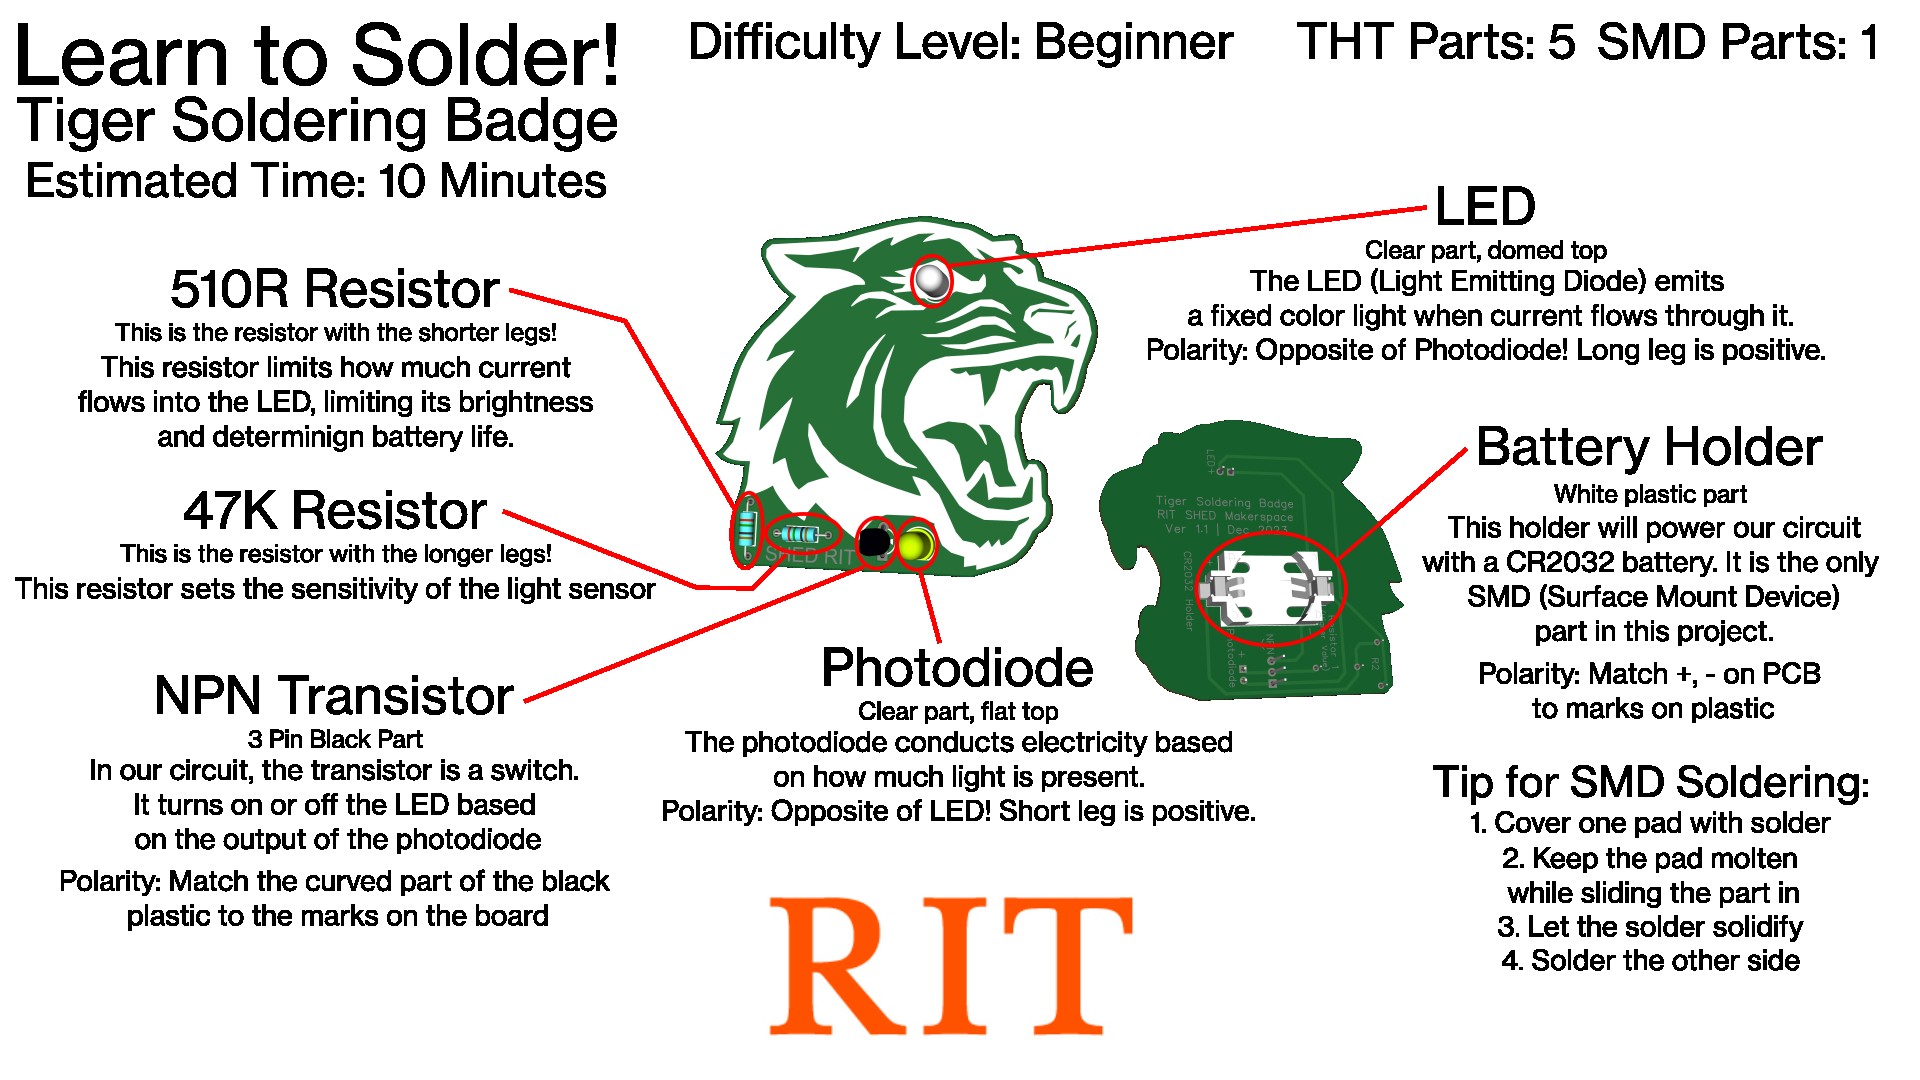 Learn to Solder!
Tiger Soldering Badge
Estimated Time: 10 Minutes
Difficulty Level: Beginner
THT Parts: 5 SMD Parts: 1
510R Resistor
This is the resistor with the shorter legs!
This resistor limits how much current
flows into the LED, limiting its brightness
and determinign battery life.
47K Resistor
This is the resistor with the longer legs!
This resistor sets the sensitivity of the light sensor
NPN Transistor
3 Pin Black Part
In our circuit, the transistor is a switch.
It turns on or off the LED based
on the output of the photodiode
Polarity: Match the curved part of the black
plastic to the marks on the board
SHED RIT
Photodiode
Clear part, flat top
The photodiode conducts electricity based
on how much light is present.
Polarity: Opposite of LED! Short leg is positive.
RIT
LED
Clear part, domed top
The LED (Light Emitting Diode) emits
a fixed color light when current flows through it.
Polarity: Opposite of Photodiode! Long leg is positive.
LED+
Tiger Soldering Badge
RIT SHED Makerspace
Ver 1.1 | Dec 2023
CR2032 Holder
Photodiode +
R2
Battery Holder
White plastic part
This holder will power our circuit
with a CR2032 battery. It is the only
SMD (Surface Mount Device)
part in this project.
Polarity: Match +, - on PCB
to marks on plastic
Tip for SMD Soldering:
1. Cover one pad with solder
2. Keep the pad molten
while sliding the part in
3. Let the solder solidify
4. Solder the other side